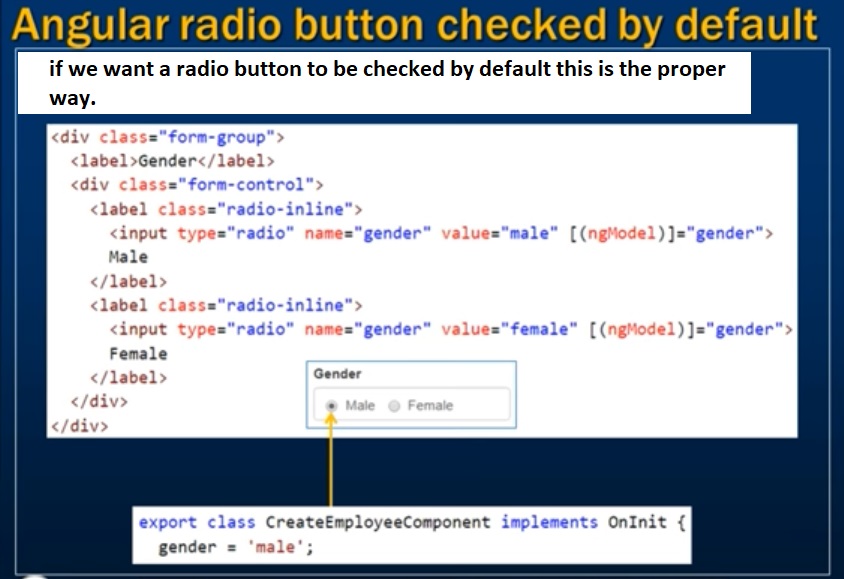 Angular radio button checked by default
if we want a radio button to be checked by default this is the proper
way.
<div class="form-group">
<label>Gender</label>
<div class="form-control">
<label class="radio-inline">
<input type="radio" name="gender" value="male" [(ngModel)]="gender">
Male
</label>
<label class="radio-inline">
<input type="radio" name="gender" value="female" [(ngModel)]="gender">
Female
</label>
</div>
</div>
Gender
Male Female
export class CreateEmployeeComponent implements OnInit {
gender = 'male';